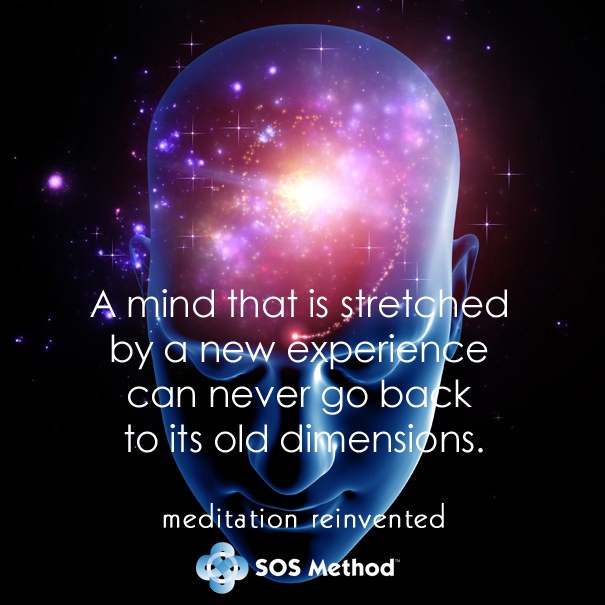 A mind that is stretched
by a new experience
can never go back
to its old dimensions.
meditation reinvented
SOS Method™